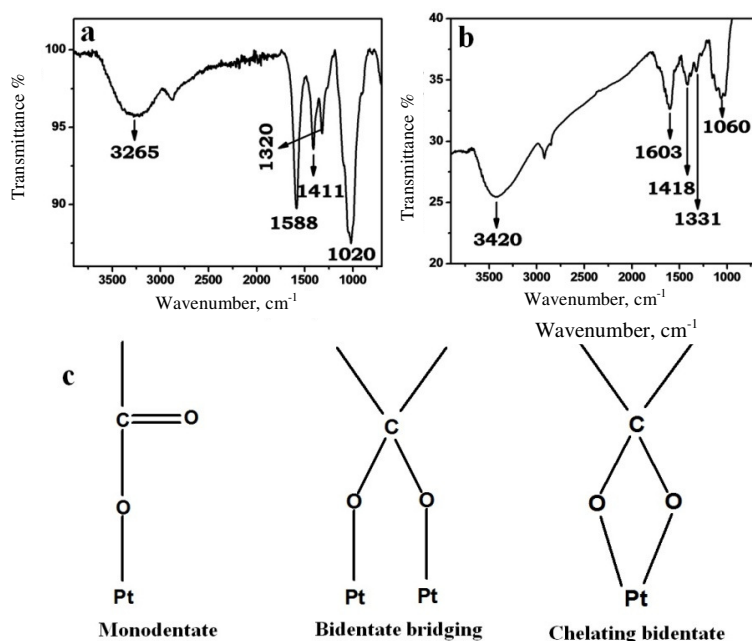 a
Transmittance %
100
95
90
3265
1320
1411
1588
1020
3500 3000 2500 2000 1500 1000
Wavenumber, cm-1
b
Transmittance %
40
35
30
25
20
3420
1603
1418
1331
1060
3500 3000 2500 2000 1500 1000
Wavenumber, cm-1
Wavenumber, cm-1
c
C O
O
Pt
Monodentate
C
O O
Pt Pt
Bidentate bridging
C
O O
Pt
Chelating bidentate